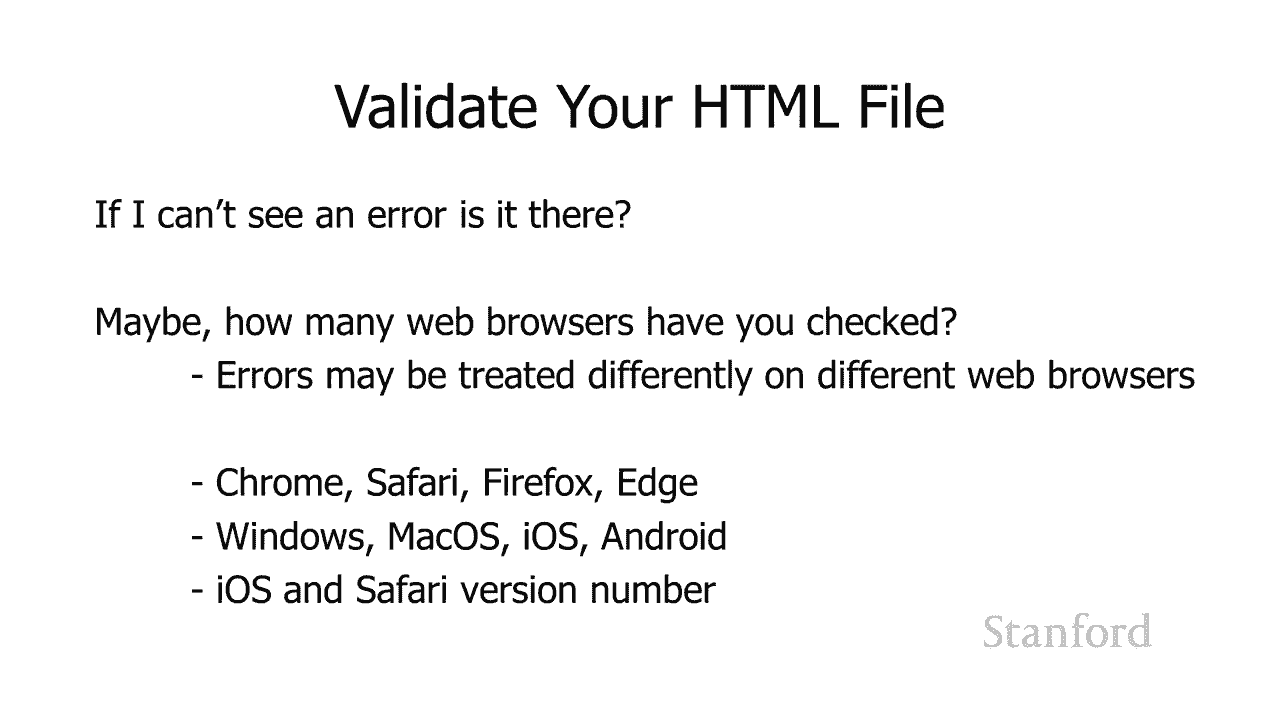 Validate Your HTML File
If I can’t see an error is it there?
Maybe, how many web browsers have you checked?
- Errors may be treated differently on different web browsers
- Chrome, Safari, Firefox, Edge
- Windows, MacOS, iOS, Android
- iOS and Safari version number
Stanford